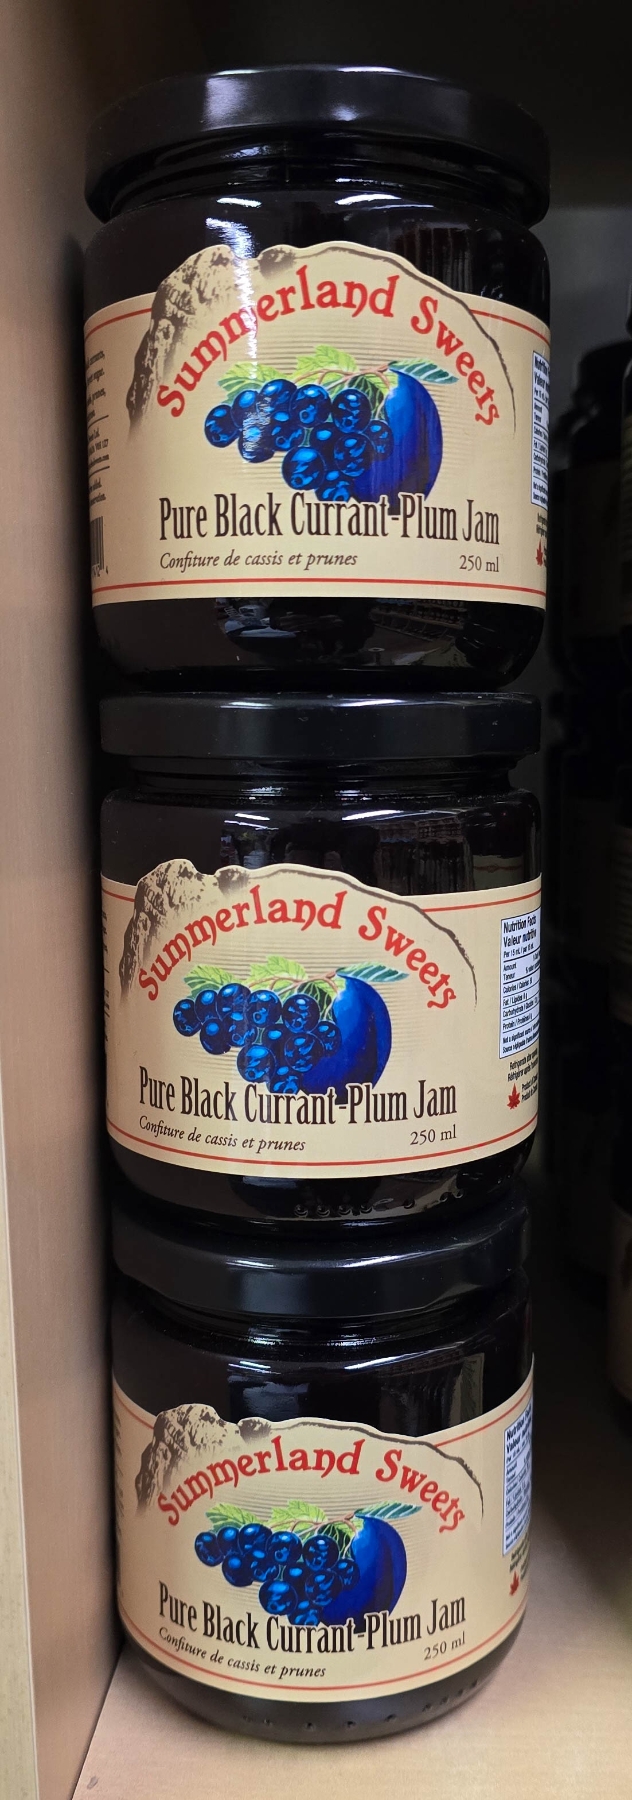 Summerland Sweets
Pure Black Currant-Plum Jam
Confiture de cassis et prunes 250 ml
Summerland Sweets
Pure Black Currant-Plum Jam
Confiture de cassis et prunes 250 ml
Nutrition Facts
Valeur nutritive
Summerland Sweets
Pure Black Currant-Plum Jam
Confiture de cassis et prunes 250 ml